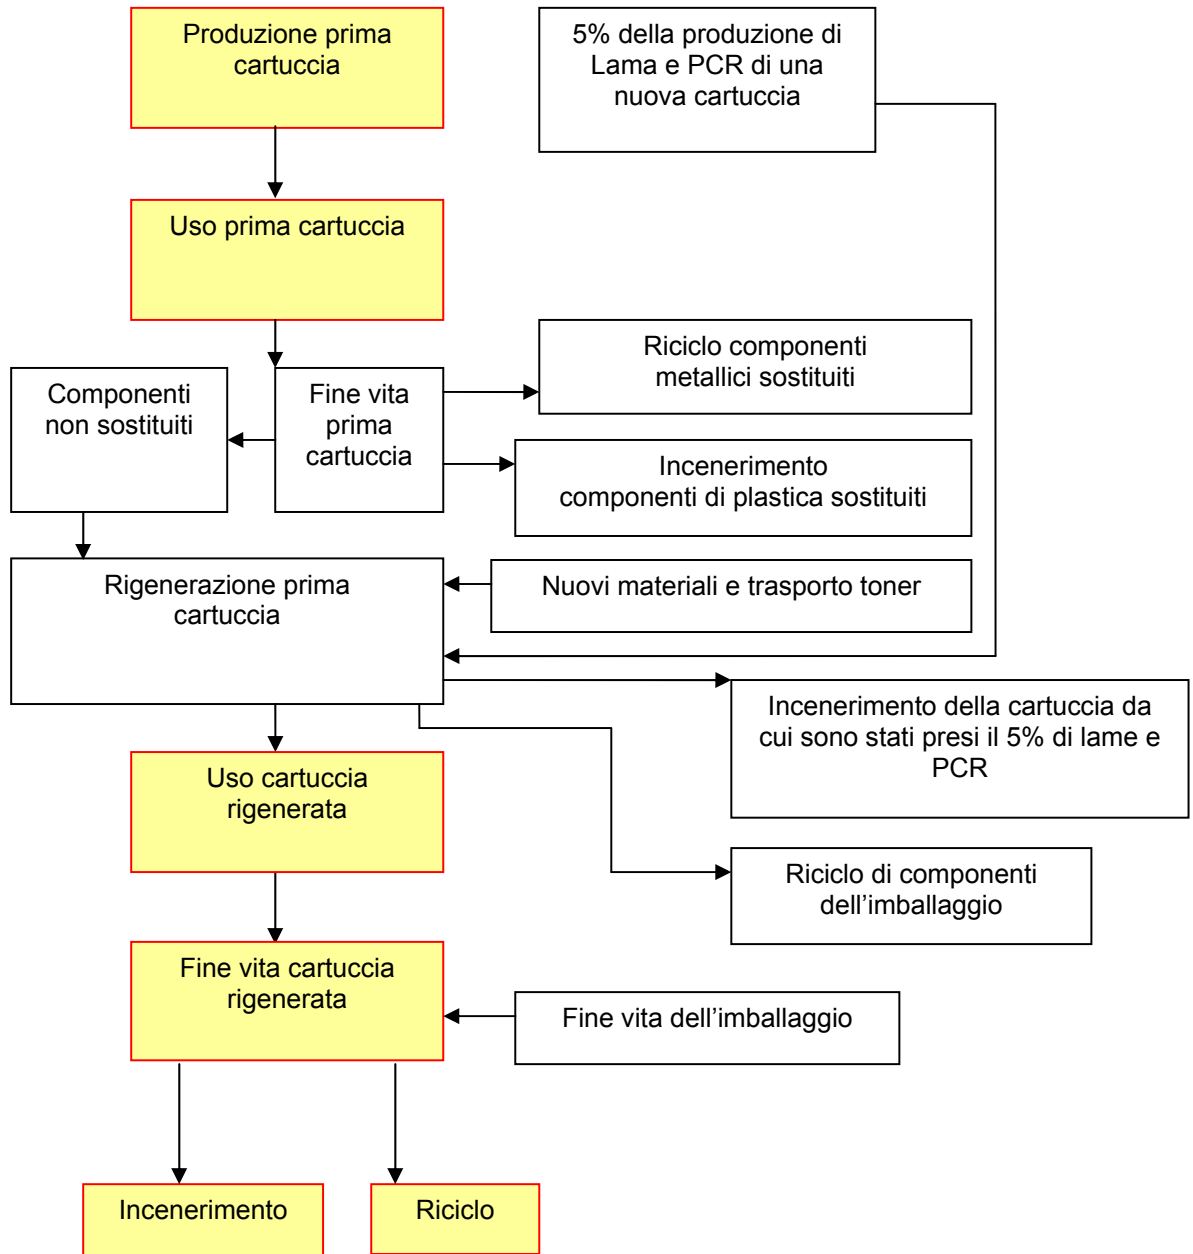 Produzione prima
cartuccia
5% della produzione di
Lama e PCR di una
nuova cartuccia
Uso prima cartuccia
Riciclo componenti
metallici sostituiti
Componenti
non sostituiti
Fine vita
prima
cartuccia
Incenerimento
componenti di plastica sostituiti
Rigenerazione prima
cartuccia
Nuovi materiali e trasporto toner
Incenerimento della cartuccia da
cui sono stati presi il 5% di lame e
PCR
Uso cartuccia
rigenerata
Riciclo di componenti
dell’imballaggio
Fine vita cartuccia
rigenerata
Fine vita dell’imballaggio
Incenerimento
Riciclo